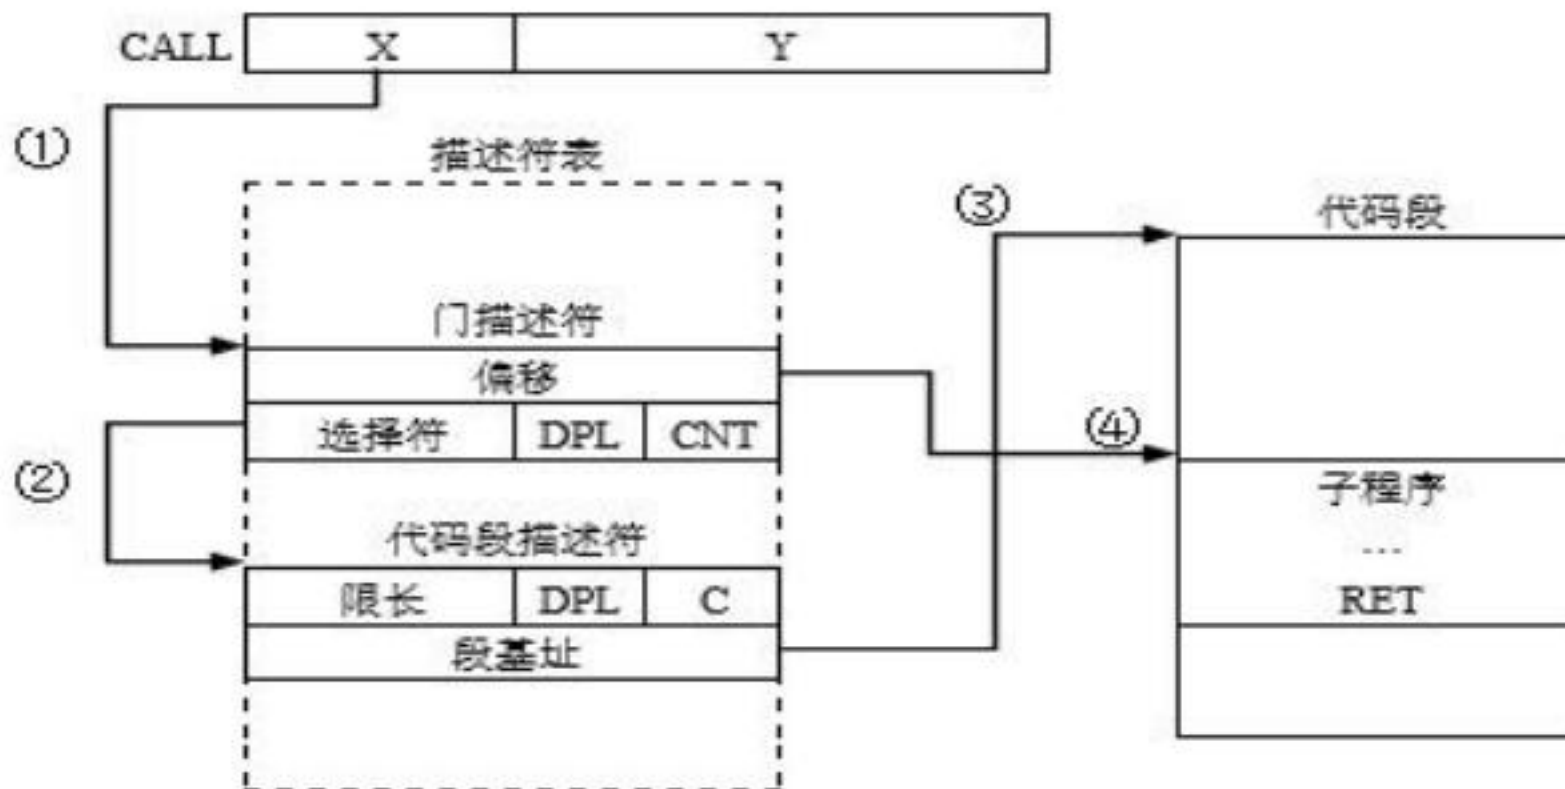 CALL X Y
①
描述符表
③
代码段
门描述符
偏移
④
选择符 DPL CNT
②
子程序
代码段描述符
...
限长 DPL C
RET
段基址